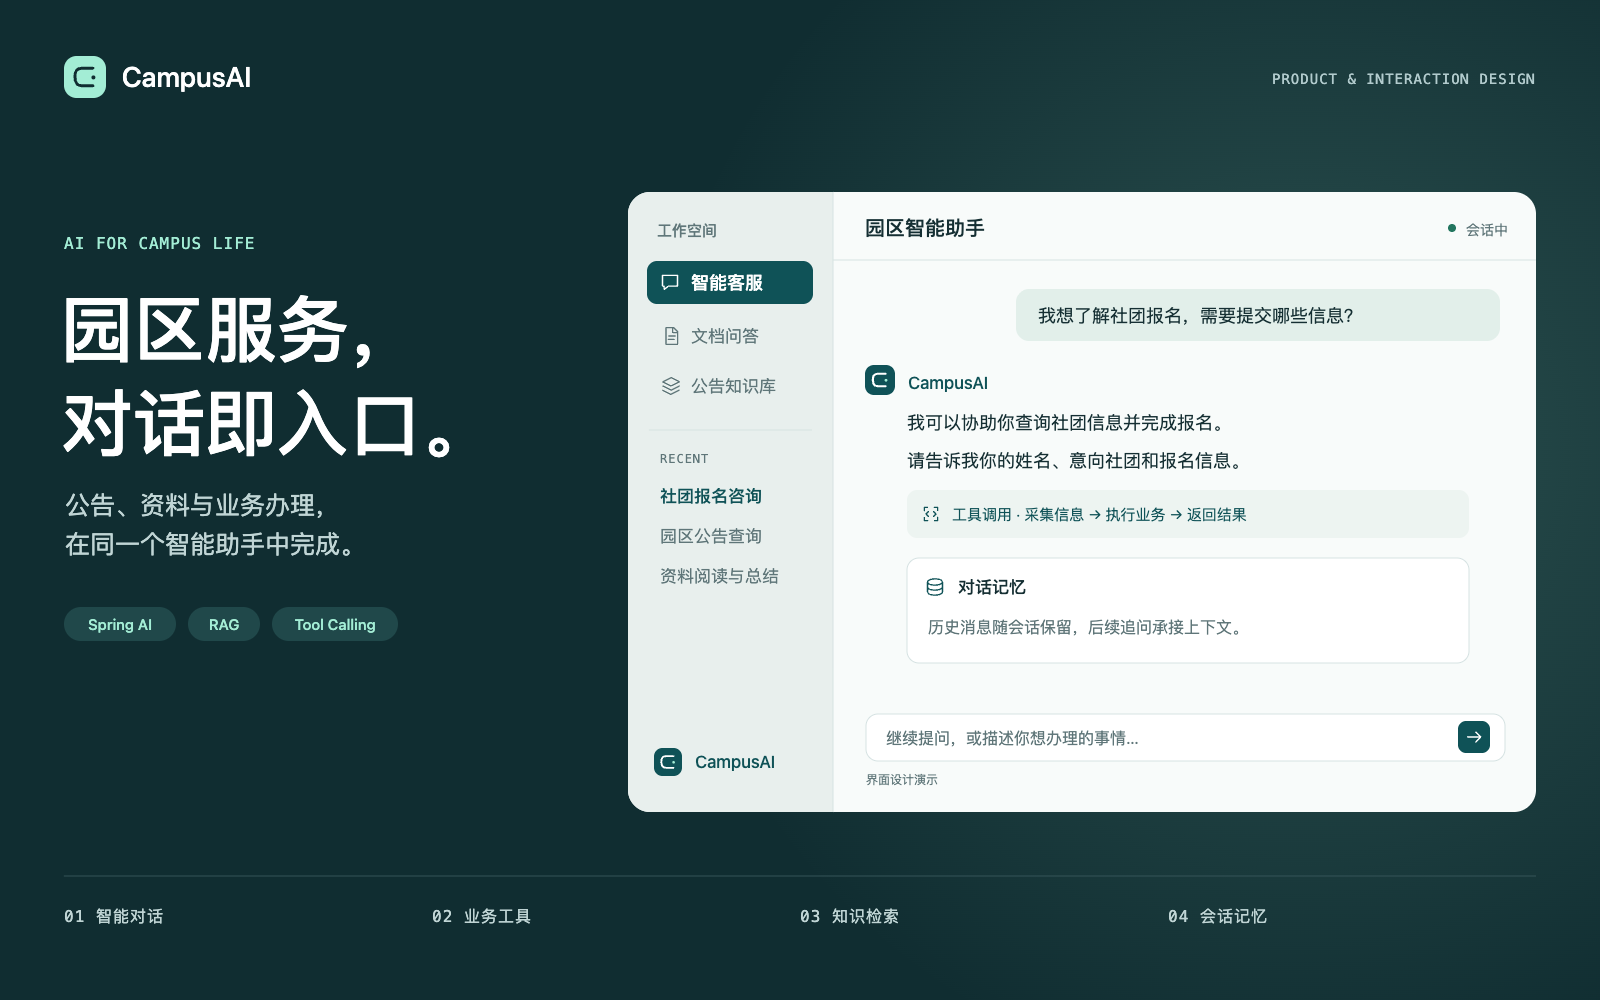 CampusAI
PRODUCT & INTERACTION DESIGN
AI FOR CAMPUS LIFE
园区服务，
对话即入口。
公告、资料与业务办理，
在同一个智能助手中完成。
Spring AI
RAG
Tool Calling
工作空间
智能客服
文档问答
公告知识库
RECENT
社团报名咨询
园区公告查询
资料阅读与总结
CampusAI
园区智能助手
会话中
我想了解社团报名，需要提交哪些信息？
CampusAI
我可以协助你查询社团信息并完成报名。
请告诉我你的姓名、意向社团和报名信息。
工具调用 · 采集信息 → 执行业务 → 返回结果
对话记忆
历史消息随会话保留，后续追问承接上下文。
继续提问，或描述你想办理的事情...
界面设计演示
01 智能对话
02 业务工具
03 知识检索
04 会话记忆